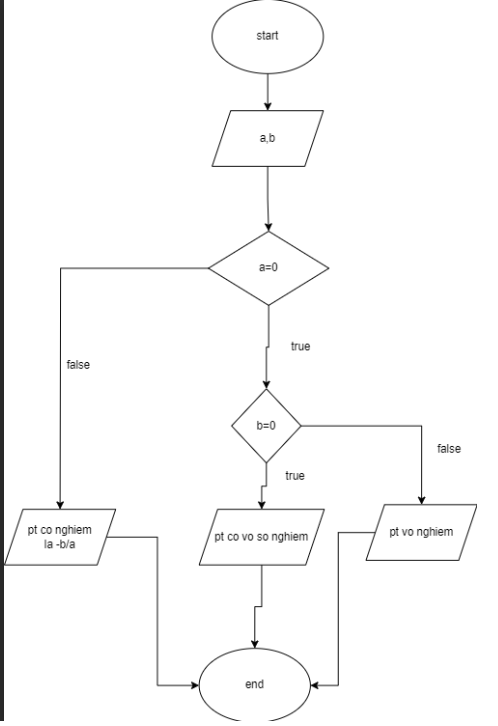 start
a,b
a=0
true
false
b=0
false
true
pt co nghiem
la -b/a
pt co vo so nghiem
pt vo nghiem
end